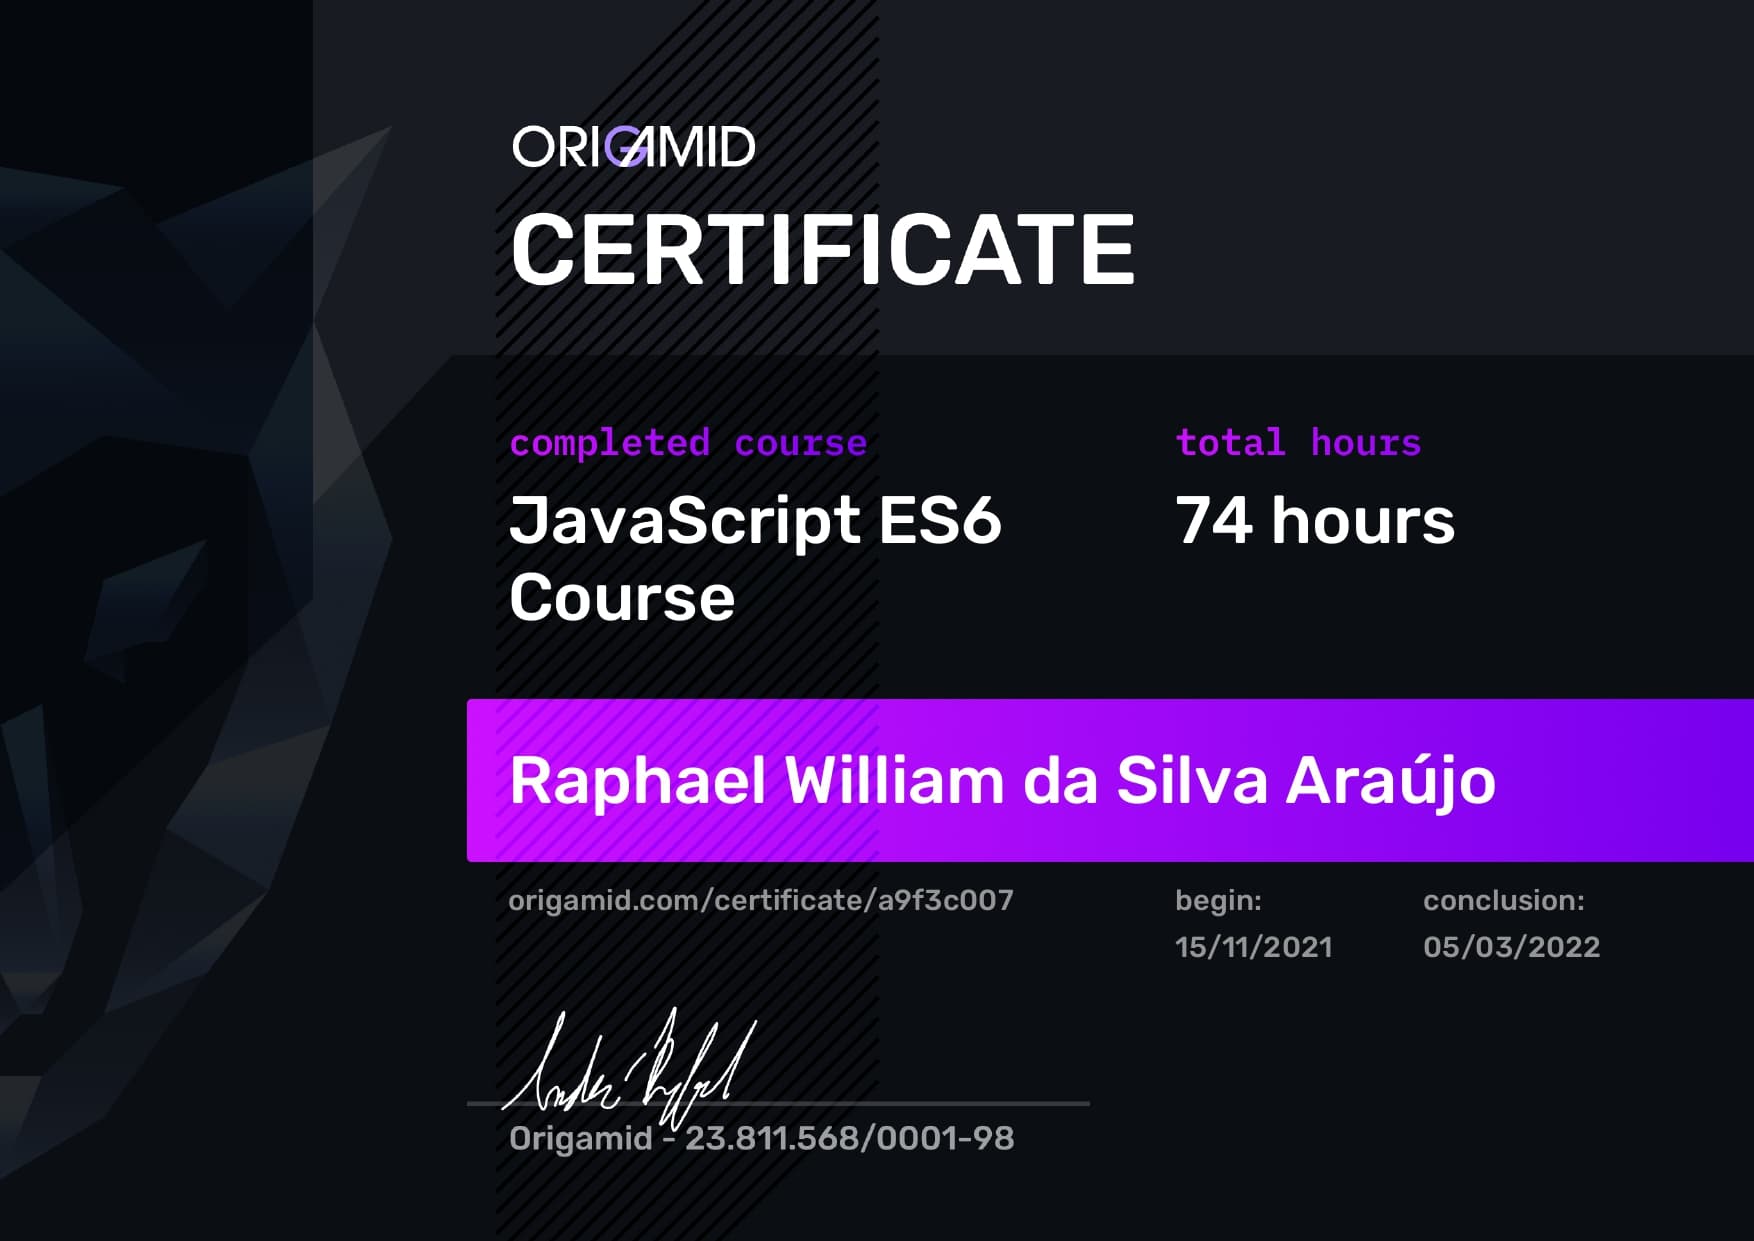 ORIGAMID
CERTIFICATE
completed course
JavaScript ES6
Course
total hours
74 hours
Raphael William da Silva Araújo
origamid.com/certificate/a9f3c007
begin:
15/11/2021
conclusion:
05/03/2022
Origamid - 23.811.568/0001-98